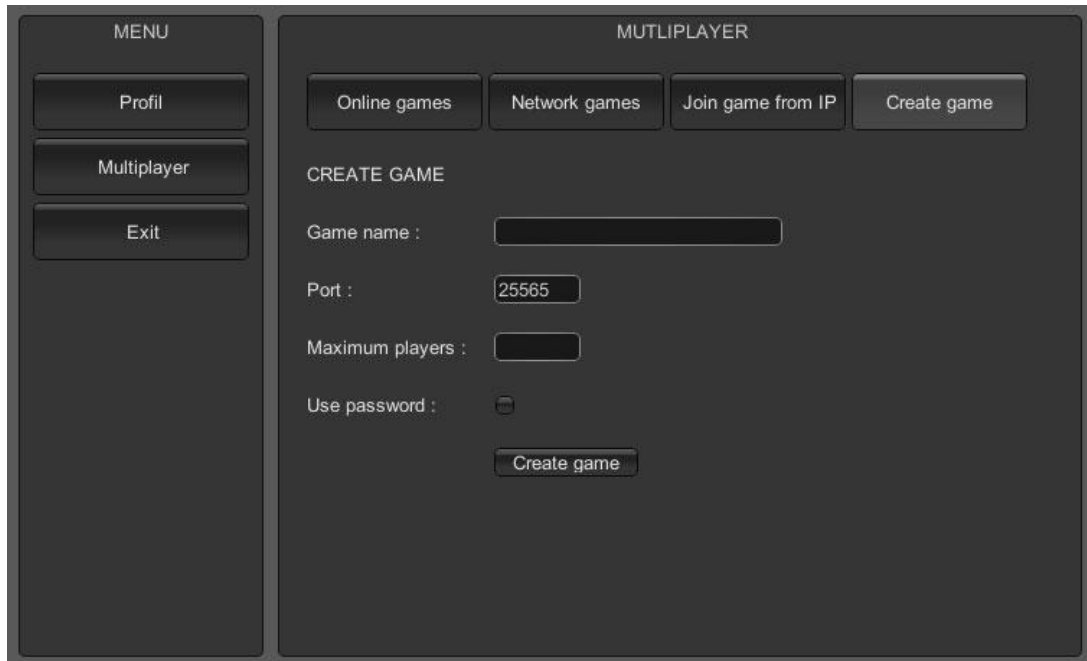 MENU
Profil
Multiplayer
Exit
MUTLIPLAYER
Online games
Network games
Join game from IP
Create game
CREATE GAME
Game name :
Port :
25565
Maximum players :
Use password :
Create game